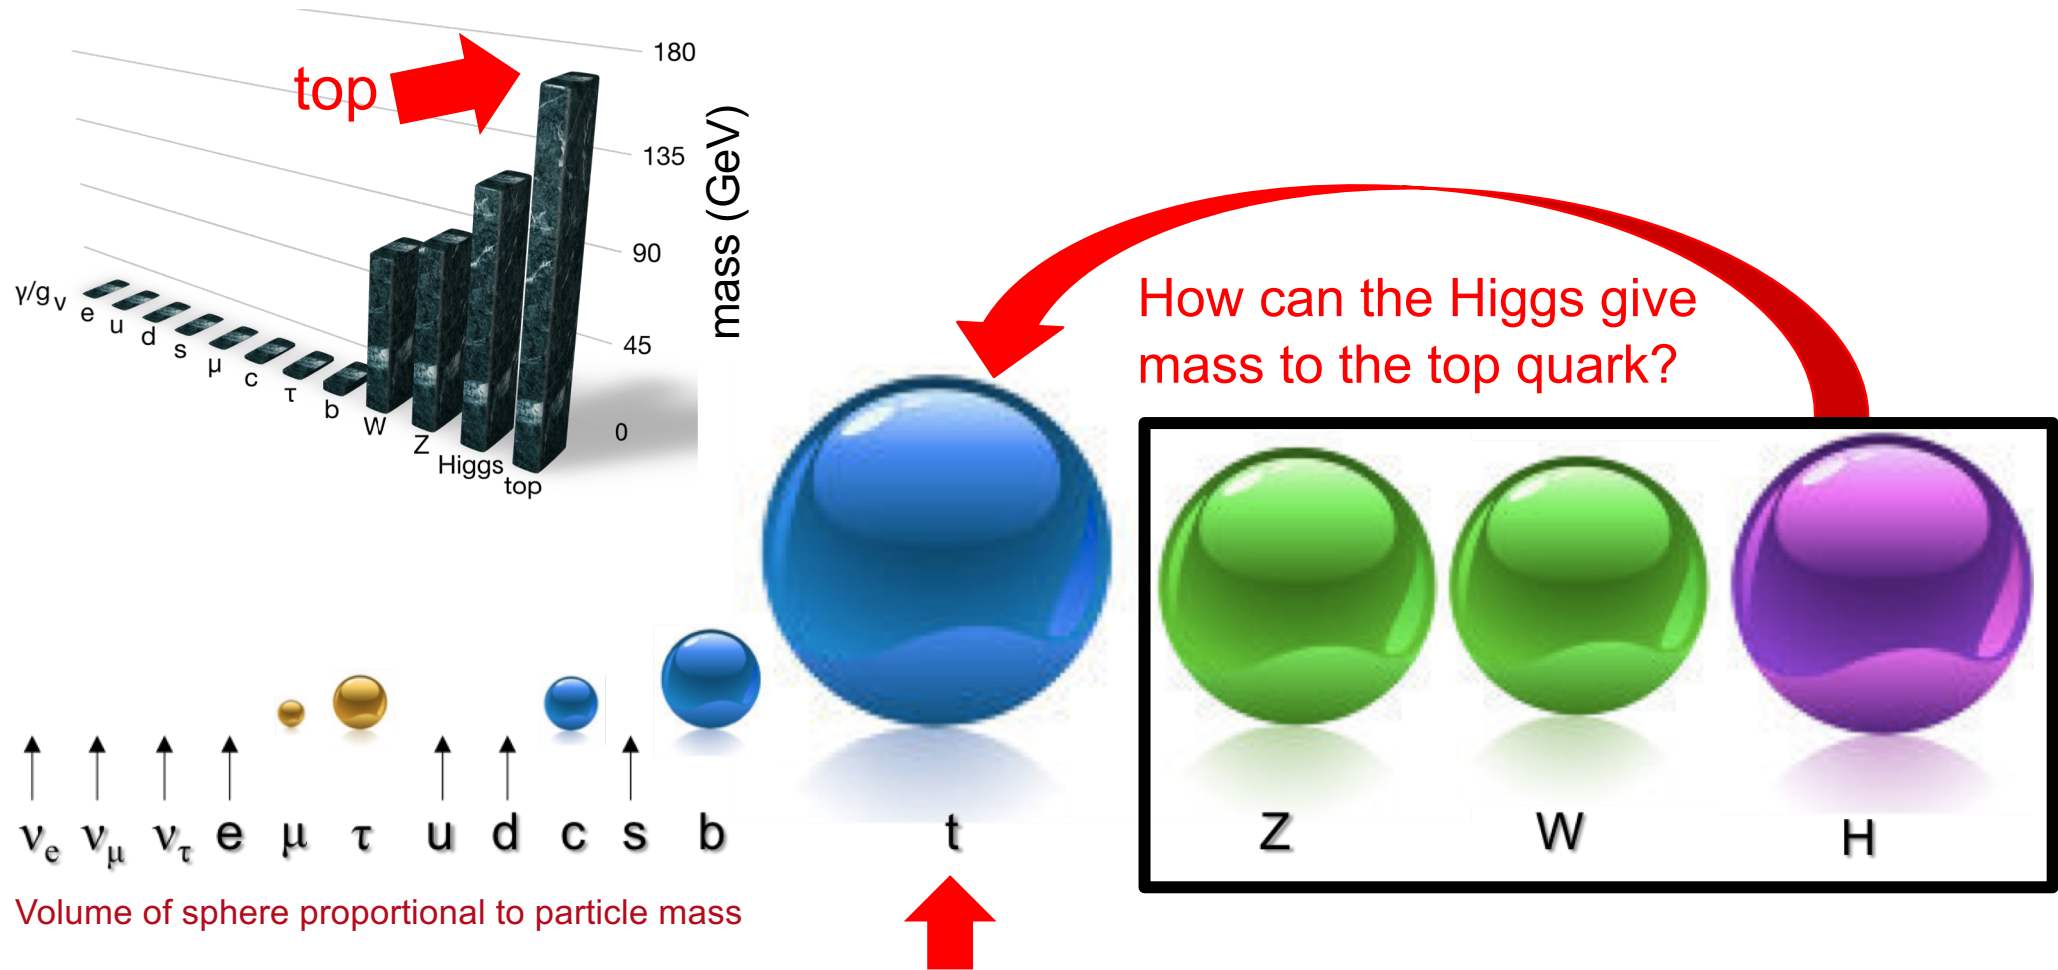 top
180
135
90
45
0
mass (GeV)
γ/g
ν
e
u
d
s
μ
c
τ
b
W
Z
Higgs
top
How can the Higgs give
mass to the top quark?
νe νμ ντ e μ τ u d c s b t Z W H
Volume of sphere proportional to particle mass